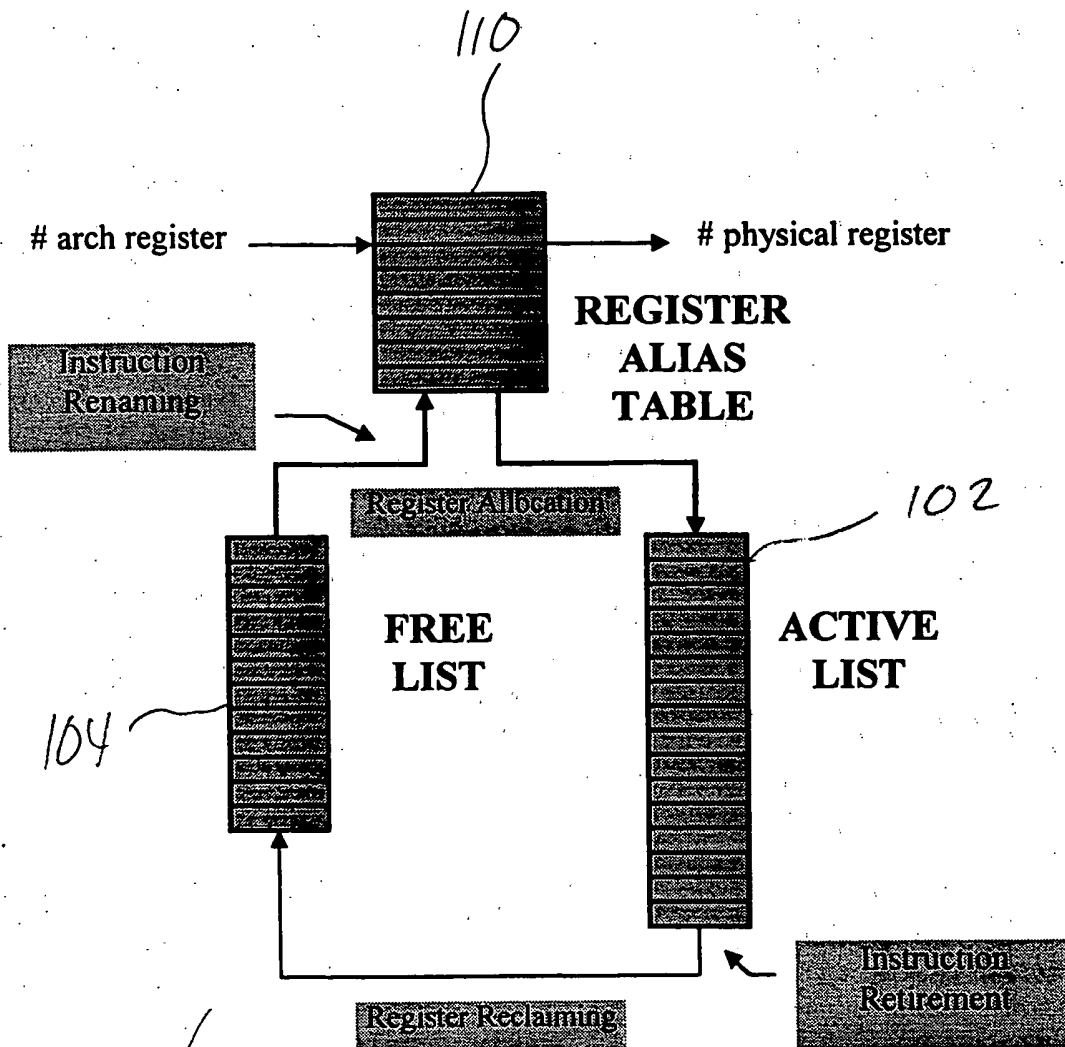 110
# arch register
# physical register
REGISTER
ALIAS
TABLE
Instruction
Renaming
Register Allocation
102
FREE
LIST
ACTIVE
LIST
104
Instruction
Retirement
Register Reclaiming